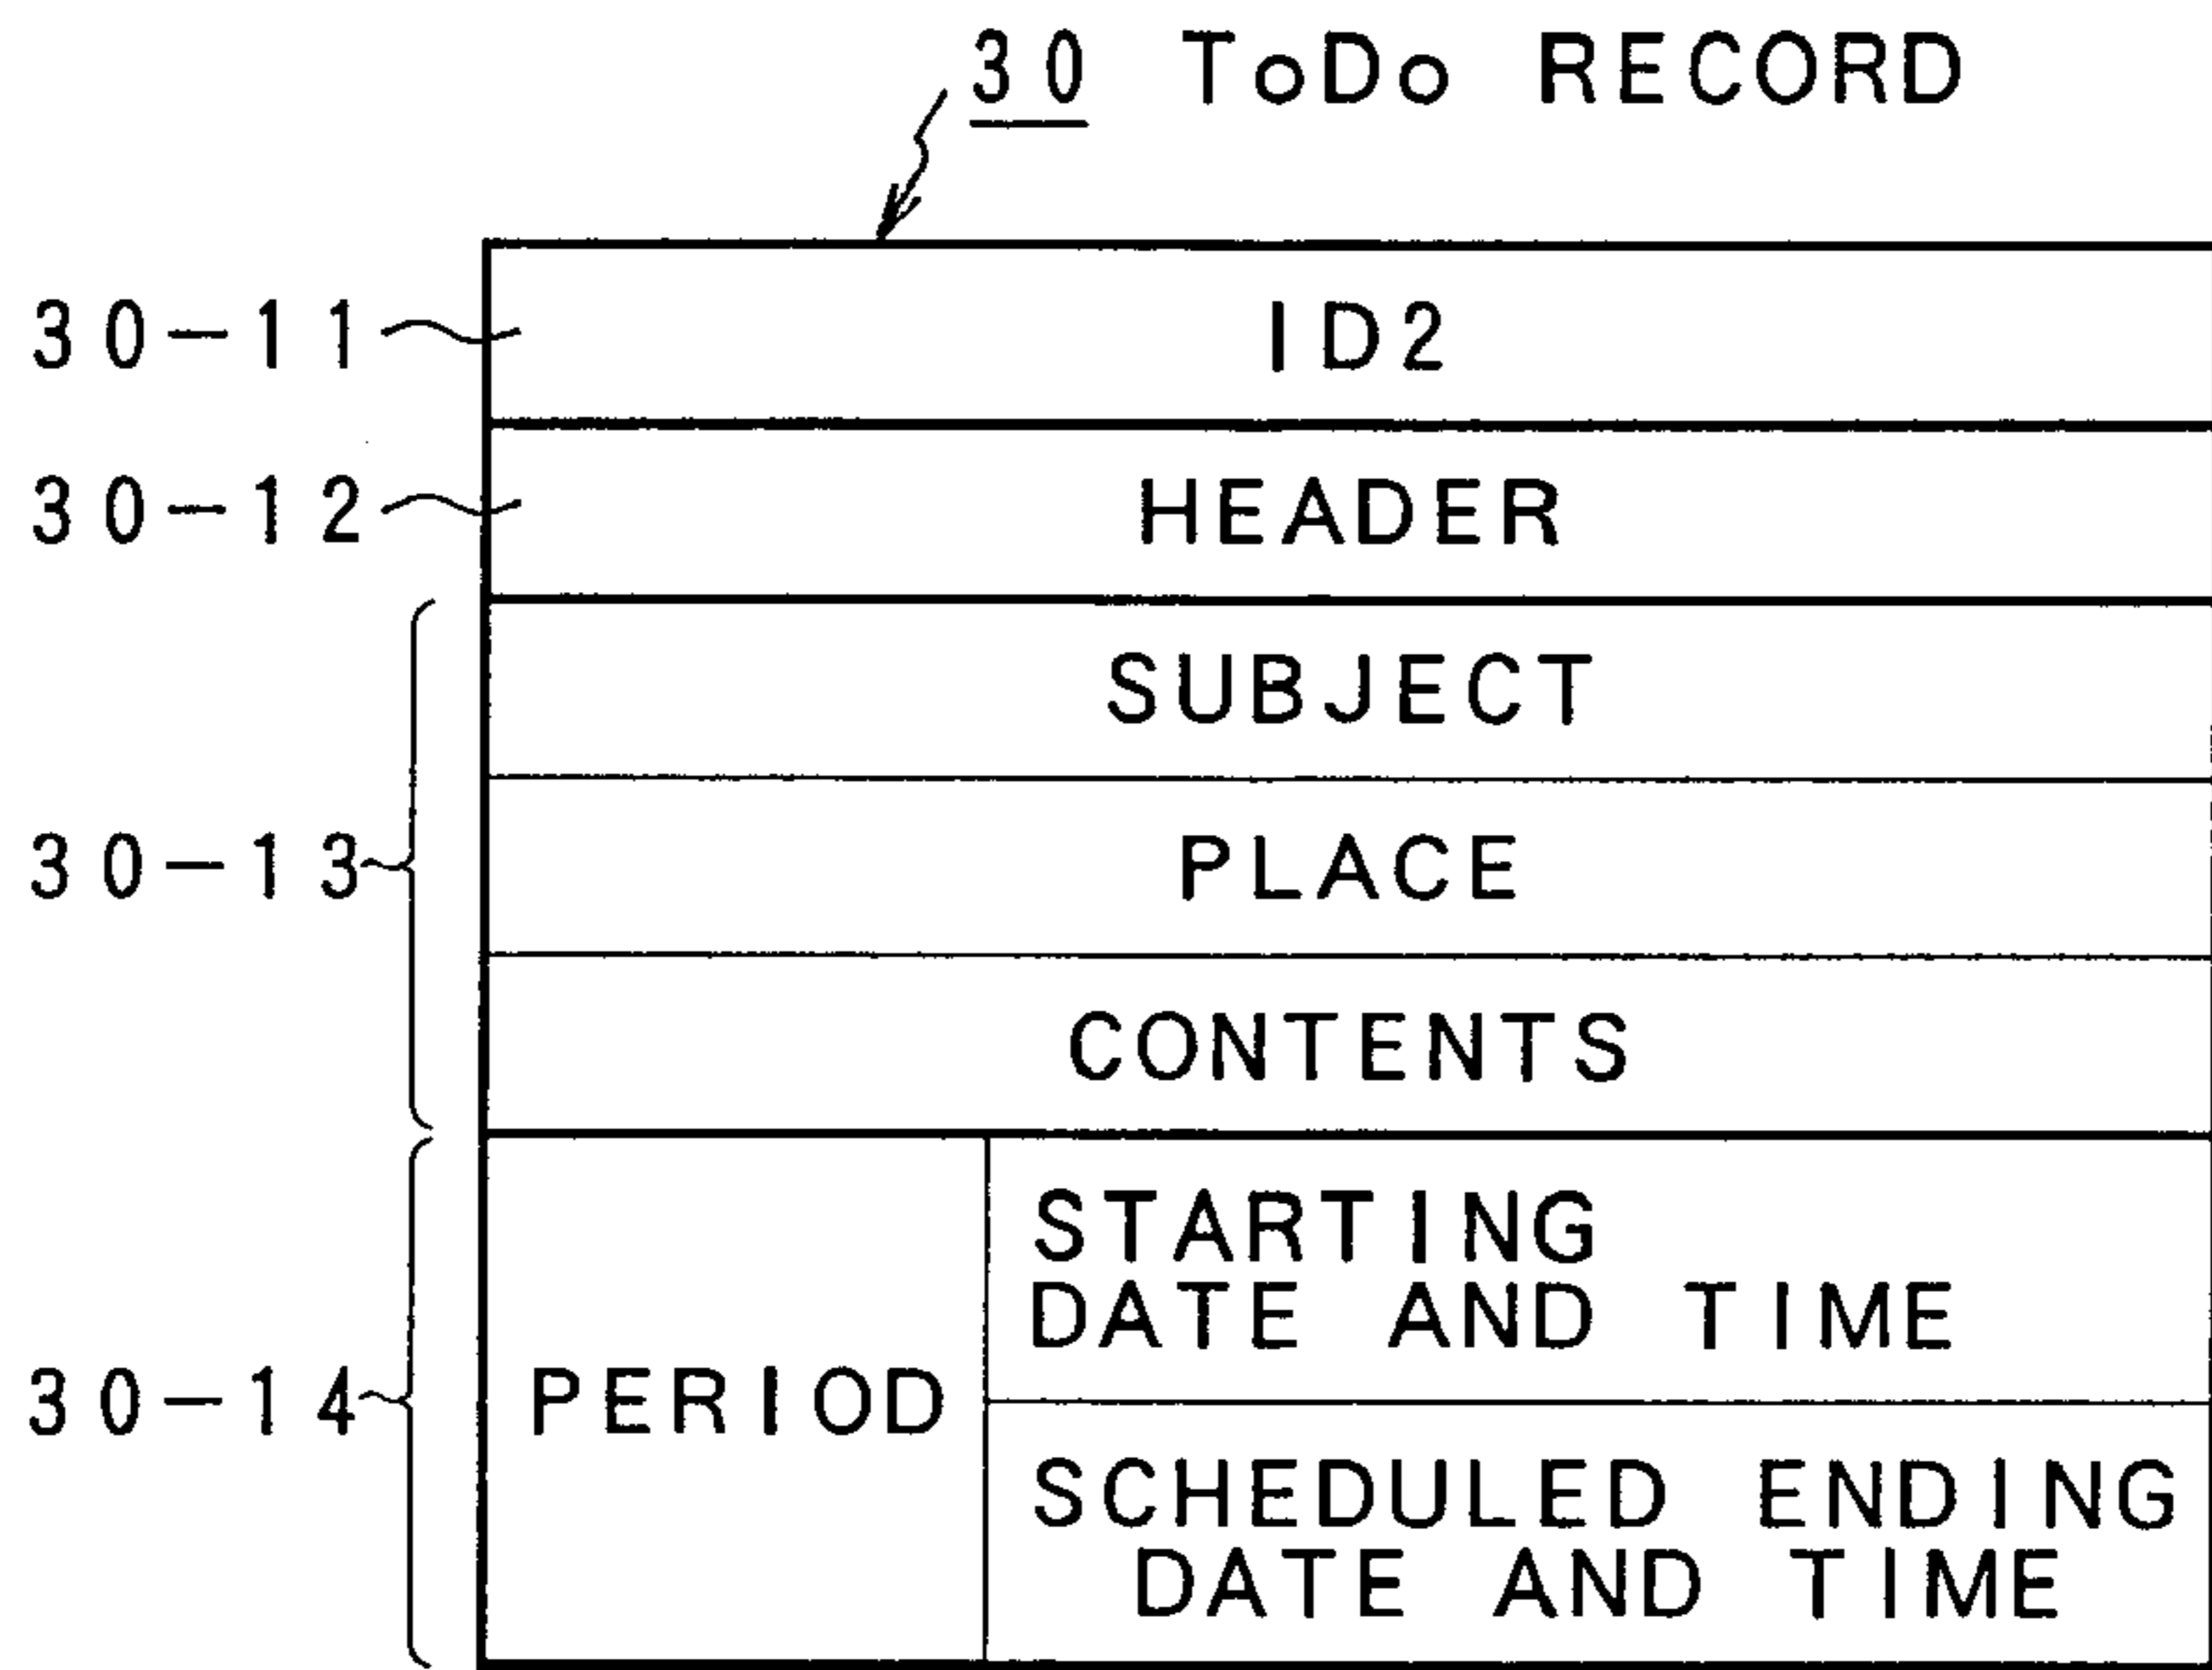 30 ToDo RECORD
30-11 ID2
30-12 HEADER
SUBJECT
30-13 PLACE
CONTENTS
30-14 PERIOD
STARTING
DATE AND TIME
SCHEDULED ENDING
DATE AND TIME